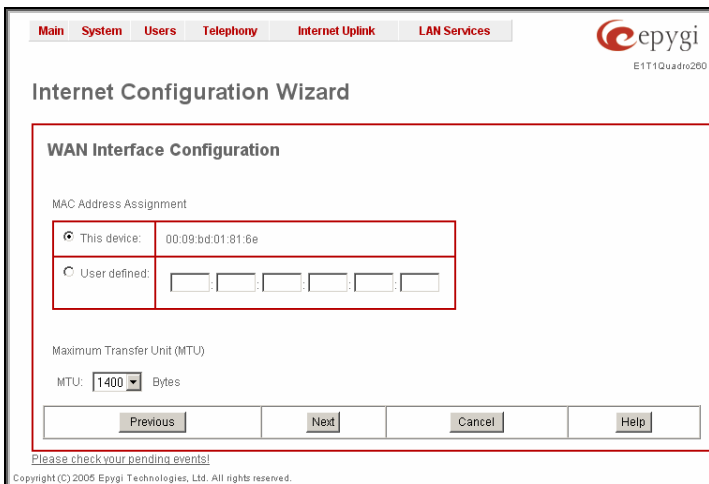 Main System Users Telephony Internet Uplink LAN Services
epygi
E1T1Quadro260
Internet Configuration Wizard
WAN Interface Configuration
MAC Address Assignment
This device: 00:09:bd:01:81:6e
User defined: : : : : :
Maximum Transfer Unit (MTU)
MTU: 1400 Bytes
Previous Next Cancel Help
Please check your pending events!
Copyright (C) 2005 Epygi Technologies, Ltd. All rights reserved.